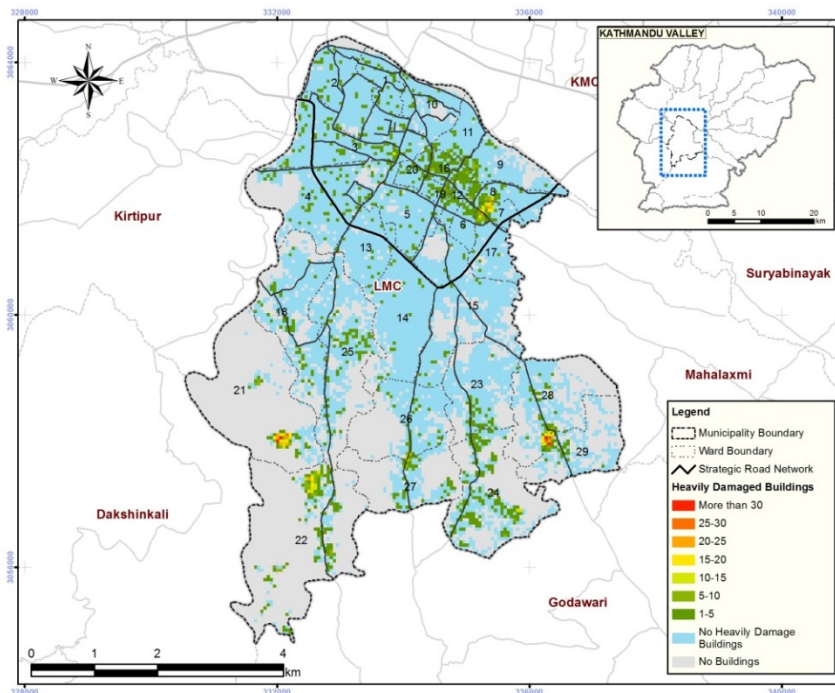 328000 332000 336000 340000
3064000
3060000
3056000
N
W E
S
KATHMANDU VALLEY
0 5 10 20
km
KMC
Kirtipur
LMC
Suryabinayak
Mahalaxmi
Dakshinkali
Godawari
2
1
10
11
3
9
20
16
4
19
12
8
5
6
7
13
17
15
18
14
25
21
23
28
26
29
27
24
22
Legend
Municipality Boundary
Ward Boundary
Strategic Road Network
Heavily Damaged Buildings
More than 30
25-30
20-25
15-20
10-15
5-10
1-5
No Heavily Damage
Buildings
No Buildings
0 1 2 4
km
328000 332000 336000 340000